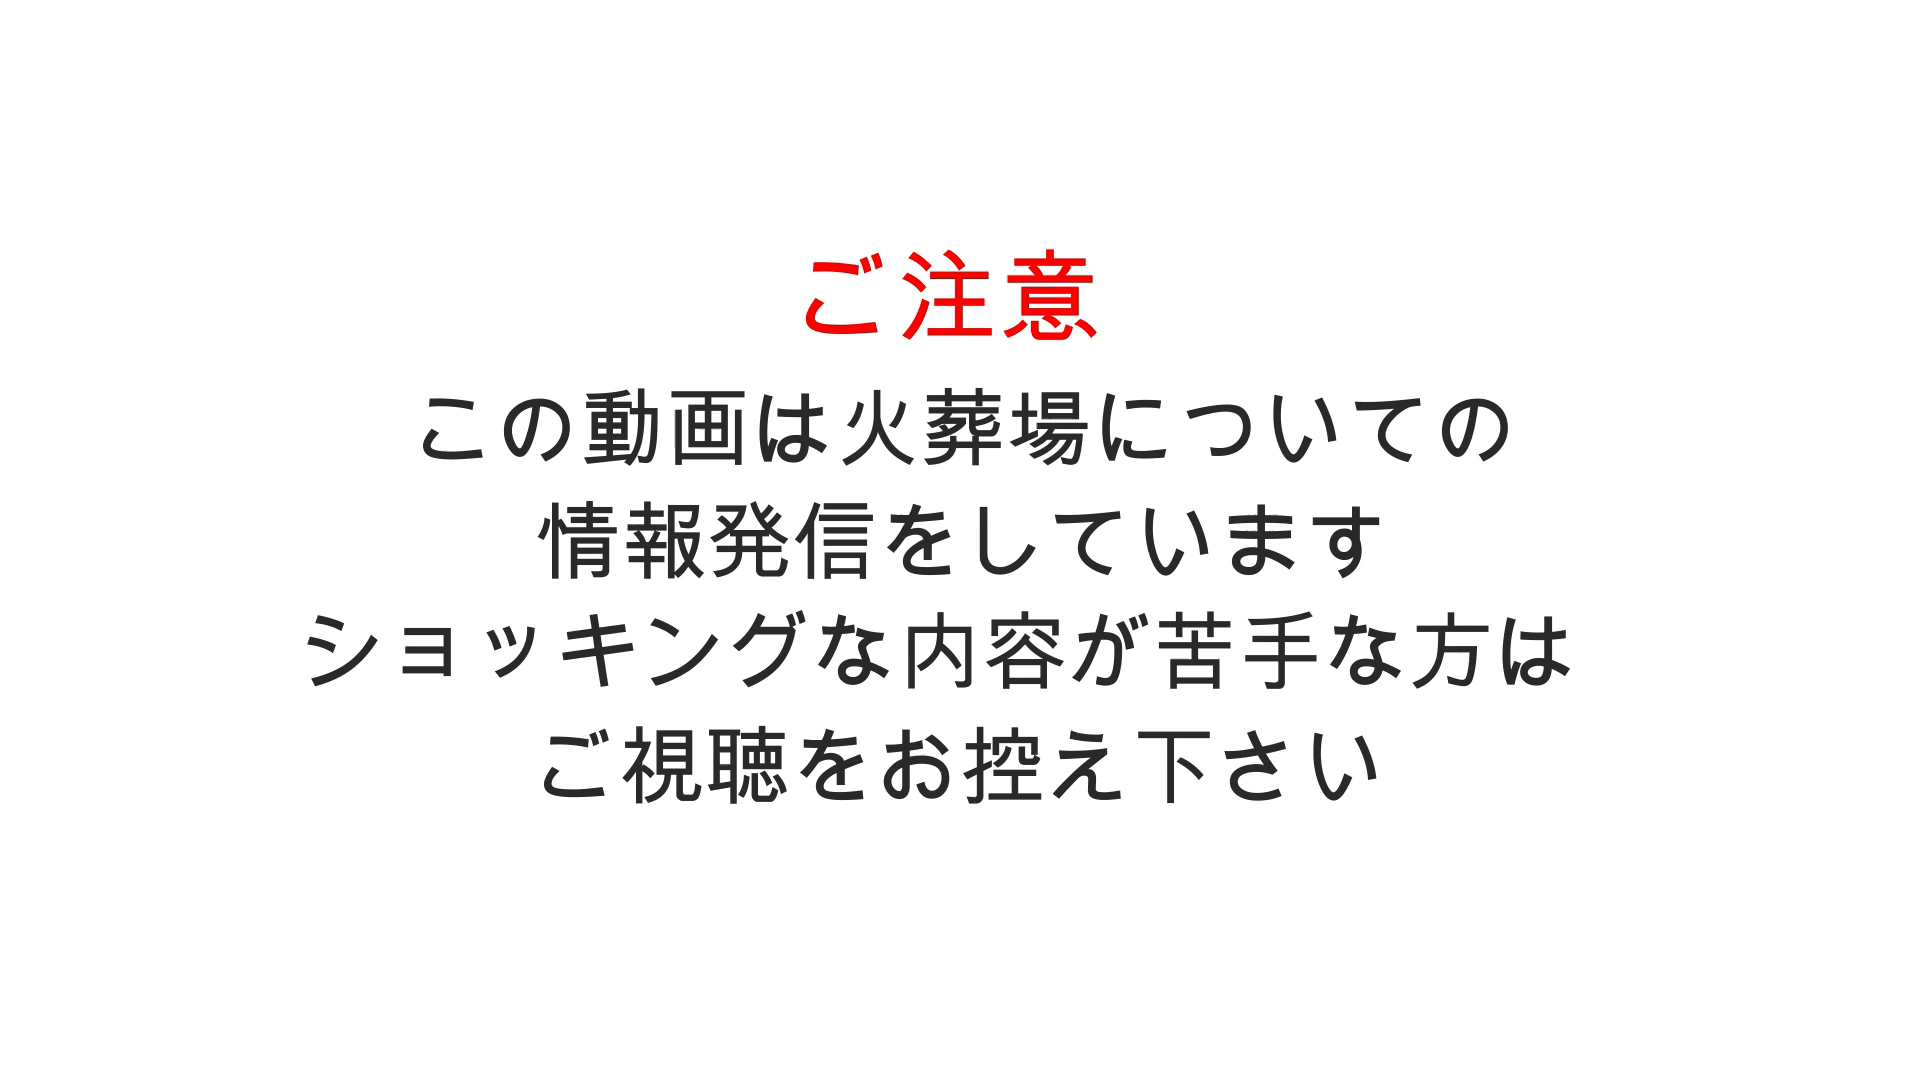 ご注意
この動画は火葬場についての
情報発信をしています
ショッキングな内容が苦手な方は
ご視聴をお控え下さい